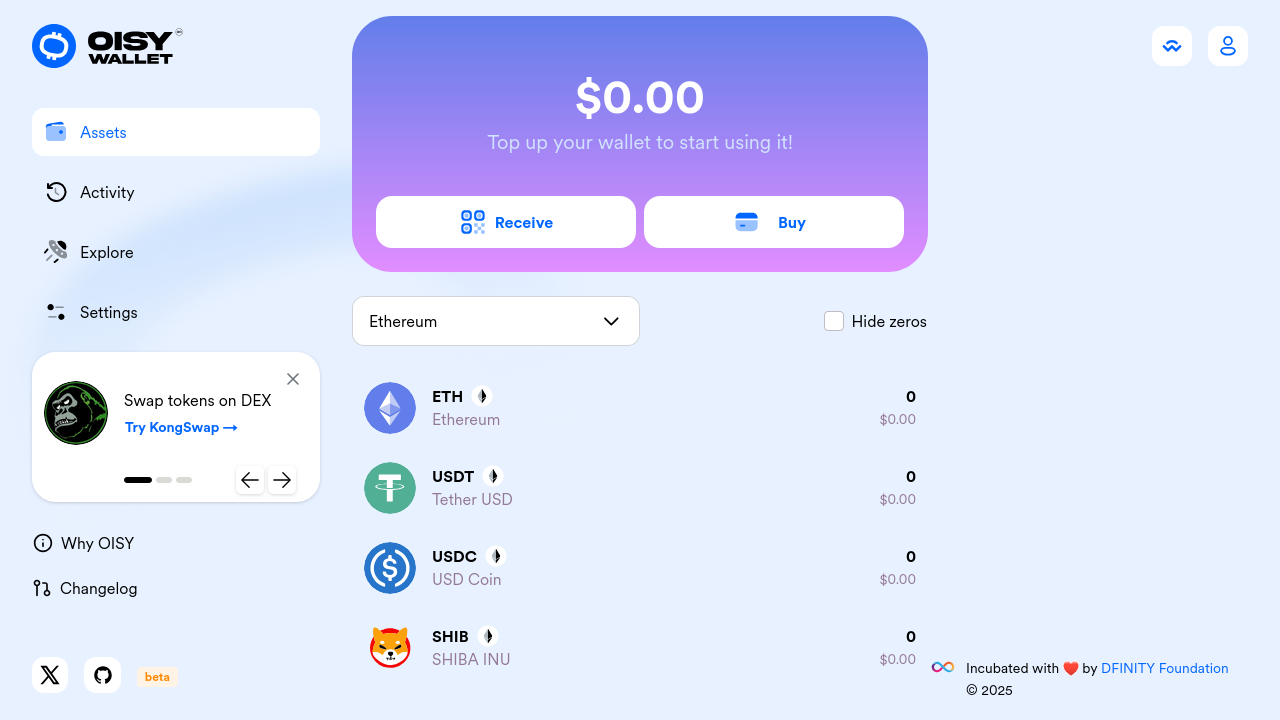 OISY
WALLET
Assets
Activity
Explore
Settings
Swap tokens on DEX
Try KongSwap →
Why OISY
Changelog
beta
$0.00
Top up your wallet to start using it!
Receive
Buy
Ethereum
Hide zeros
ETH
Ethereum
0
$0.00
USDT
Tether USD
0
$0.00
USDC
USD Coin
0
$0.00
SHIB
SHIBA INU
0
$0.00
Incubated with ❤️ by DFINITY Foundation
© 2025